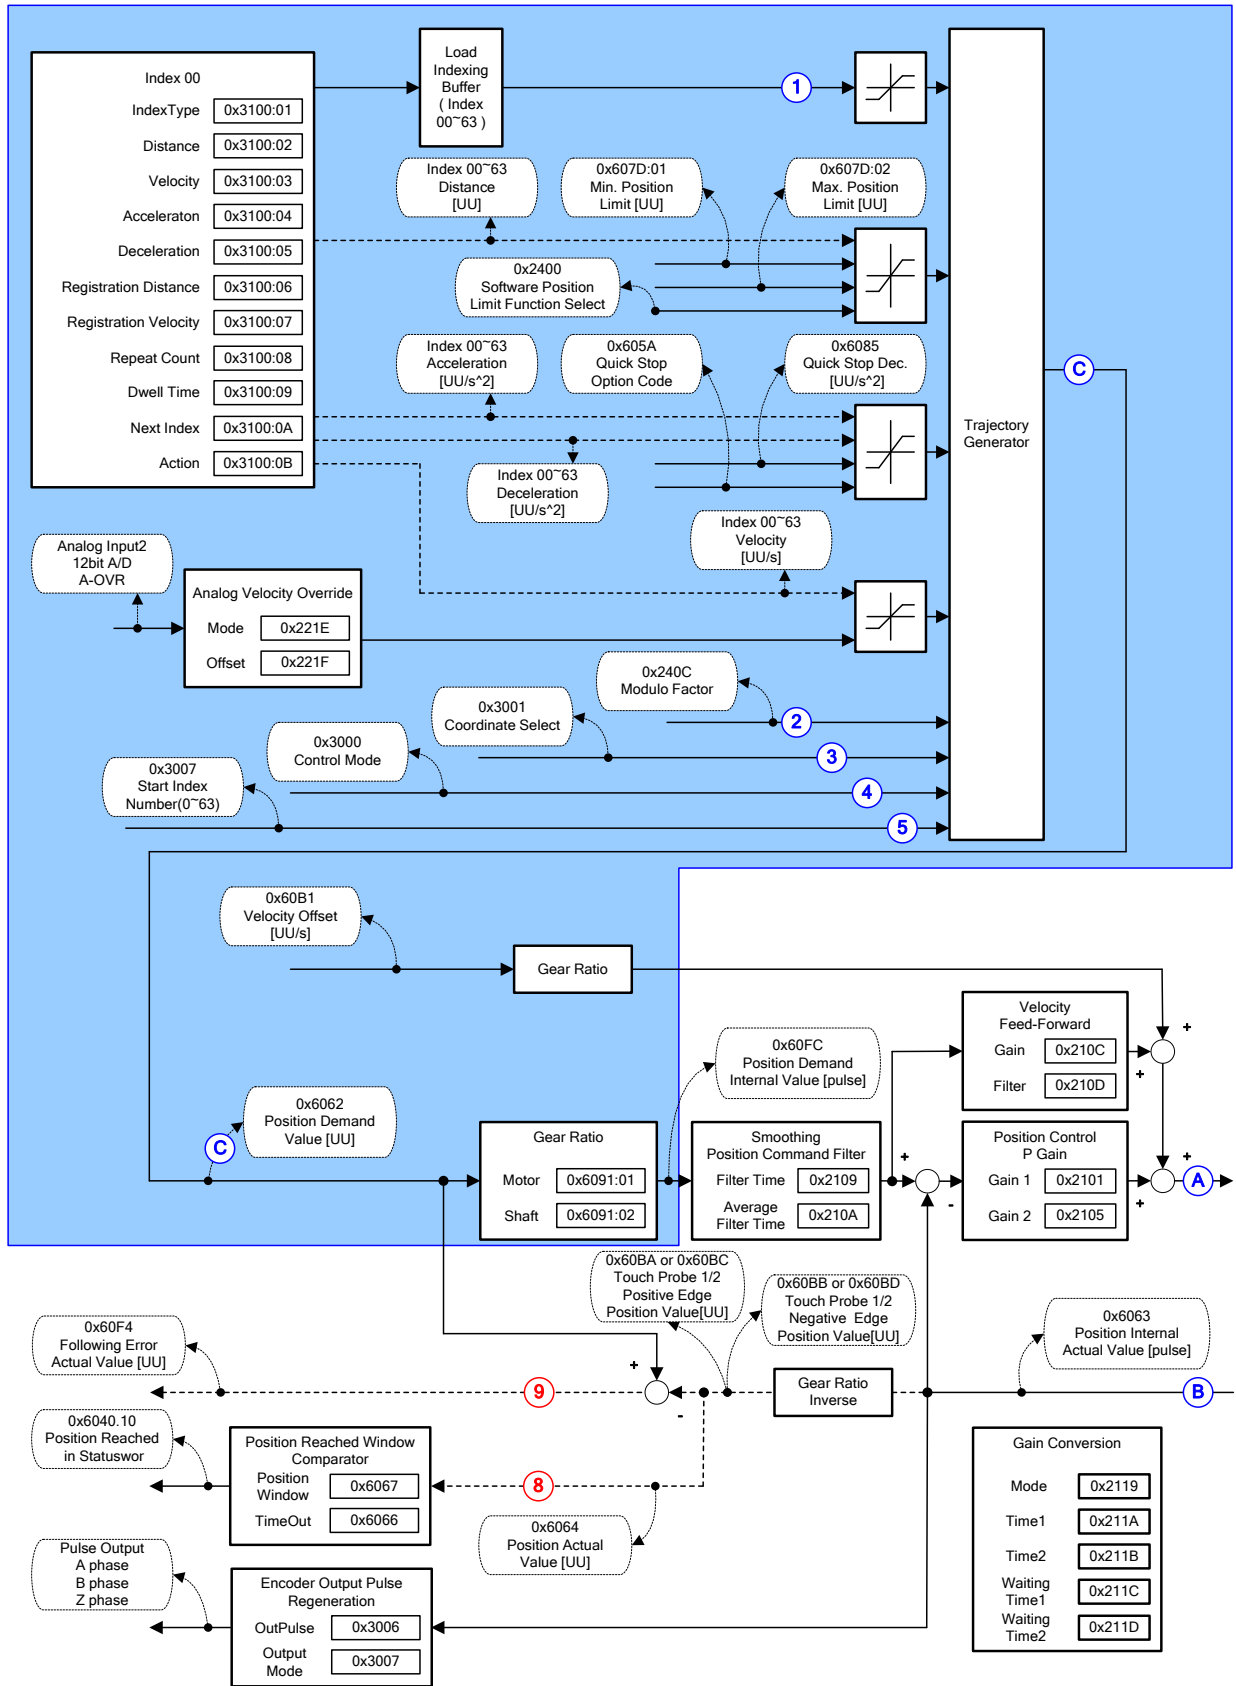 Index 00
IndexType 0x3100:01
Distance 0x3100:02
Velocity 0x3100:03
Acceleraton 0x3100:04
Deceleration 0x3100:05
Registration Distance 0x3100:06
Registration Velocity 0x3100:07
Repeat Count 0x3100:08
Dwell Time 0x3100:09
Next Index 0x3100:0A
Action 0x3100:0B
Load
Indexing
Buffer
( Index
00~63 )
1
Index 00~63
Distance
[UU]
0x607D:01
Min. Position
Limit [UU]
0x607D:02
Max. Position
Limit [UU]
0x2400
Software Position
Limit Function Select
Index 00~63
Acceleration
[UU/s^2]
0x605A
Quick Stop
Option Code
0x6085
Quick Stop Dec.
[UU/s^2]
Index 00~63
Deceleration
[UU/s^2]
Index 00~63
Velocity
[UU/s]
Trajectory
Generator
C
Analog Input2
12bit A/D
A-OVR
Analog Velocity Override
Mode 0x221E
Offset 0x221F
0x240C
Modulo Factor
2
0x3001
Coordinate Select
3
0x3000
Control Mode
4
0x3007
Start Index
Number(0~63)
5
0x60B1
Velocity Offset
[UU/s]
Gear Ratio
Velocity
Feed-Forward
Gain 0x210C
Filter 0x210D
+
+
0x60FC
Position Demand
Internal Value [pulse]
0x6062
Position Demand
Value [UU]
C
Gear Ratio
Motor 0x6091:01
Shaft 0x6091:02
Smoothing
Position Command Filter
Filter Time 0x2109
Average
Filter Time 0x210A
+
-
Position Control
P Gain
Gain 1 0x2101
Gain 2 0x2105
+
+
A
0x60BA or 0x60BC
Touch Probe 1/2
Positive Edge
Position Value[UU]
0x60BB or 0x60BD
Touch Probe 1/2
Negative Edge
Position Value[UU]
0x6063
Position Internal
Actual Value [pulse]
0x60F4
Following Error
Actual Value [UU]
9
+
-
Gear Ratio
Inverse
B
0x6040.10
Position Reached
in Statuswor
Position Reached Window
Comparator
Position
Window 0x6067
TimeOut 0x6066
8
0x6064
Position Actual
Value [UU]
Pulse Output
A phase
B phase
Z phase
Encoder Output Pulse
Regeneration
OutPulse 0x3006
Output
Mode 0x3007
Gain Conversion
Mode 0x2119
Time1 0x211A
Time2 0x211B
Waiting
Time1 0x211C
Waiting
Time2 0x211D